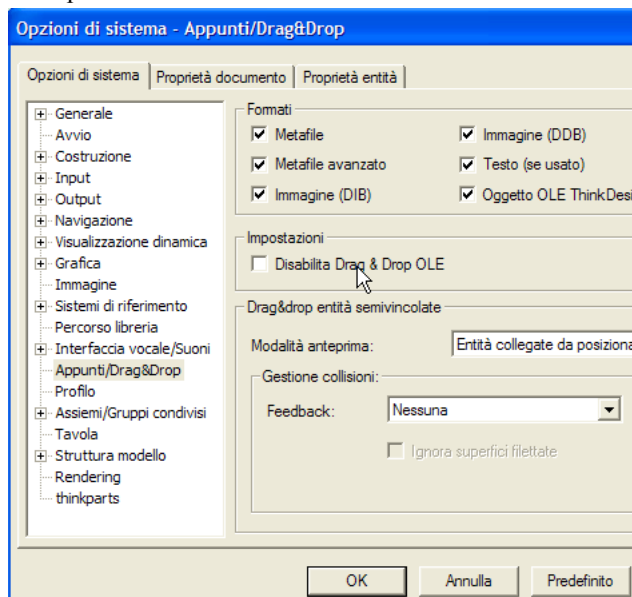 Opzioni di sistema - Appunti/Drag&Drop
Opzioni di sistema Proprietà documento Proprietà entità
Generale
Avvio
Costruzione
Input
Output
Navigazione
Visualizzazione dinamica
Grafica
Immagine
Sistemi di riferimento
Percorso libreria
Interfaccia vocale/Suoni
Appunti/Drag&Drop
Profilo
Assiemi/Gruppi condivisi
Tavola
Struttura modello
Rendering
thinkparts
Formati
Metafile
Immagine (DDB)
Metafile avanzato
Testo (se usato)
Immagine (DIB)
Oggetto OLE ThinkDesi
Impostazioni
Disabilita Drag & Drop OLE
Drag&drop entità semivincolate
Modalità anteprima:
Entità collegate da posiziona
Gestione collisioni:
Feedback:
Nessuna
Ignora superfici filettate
OK
Annulla
Predefinito